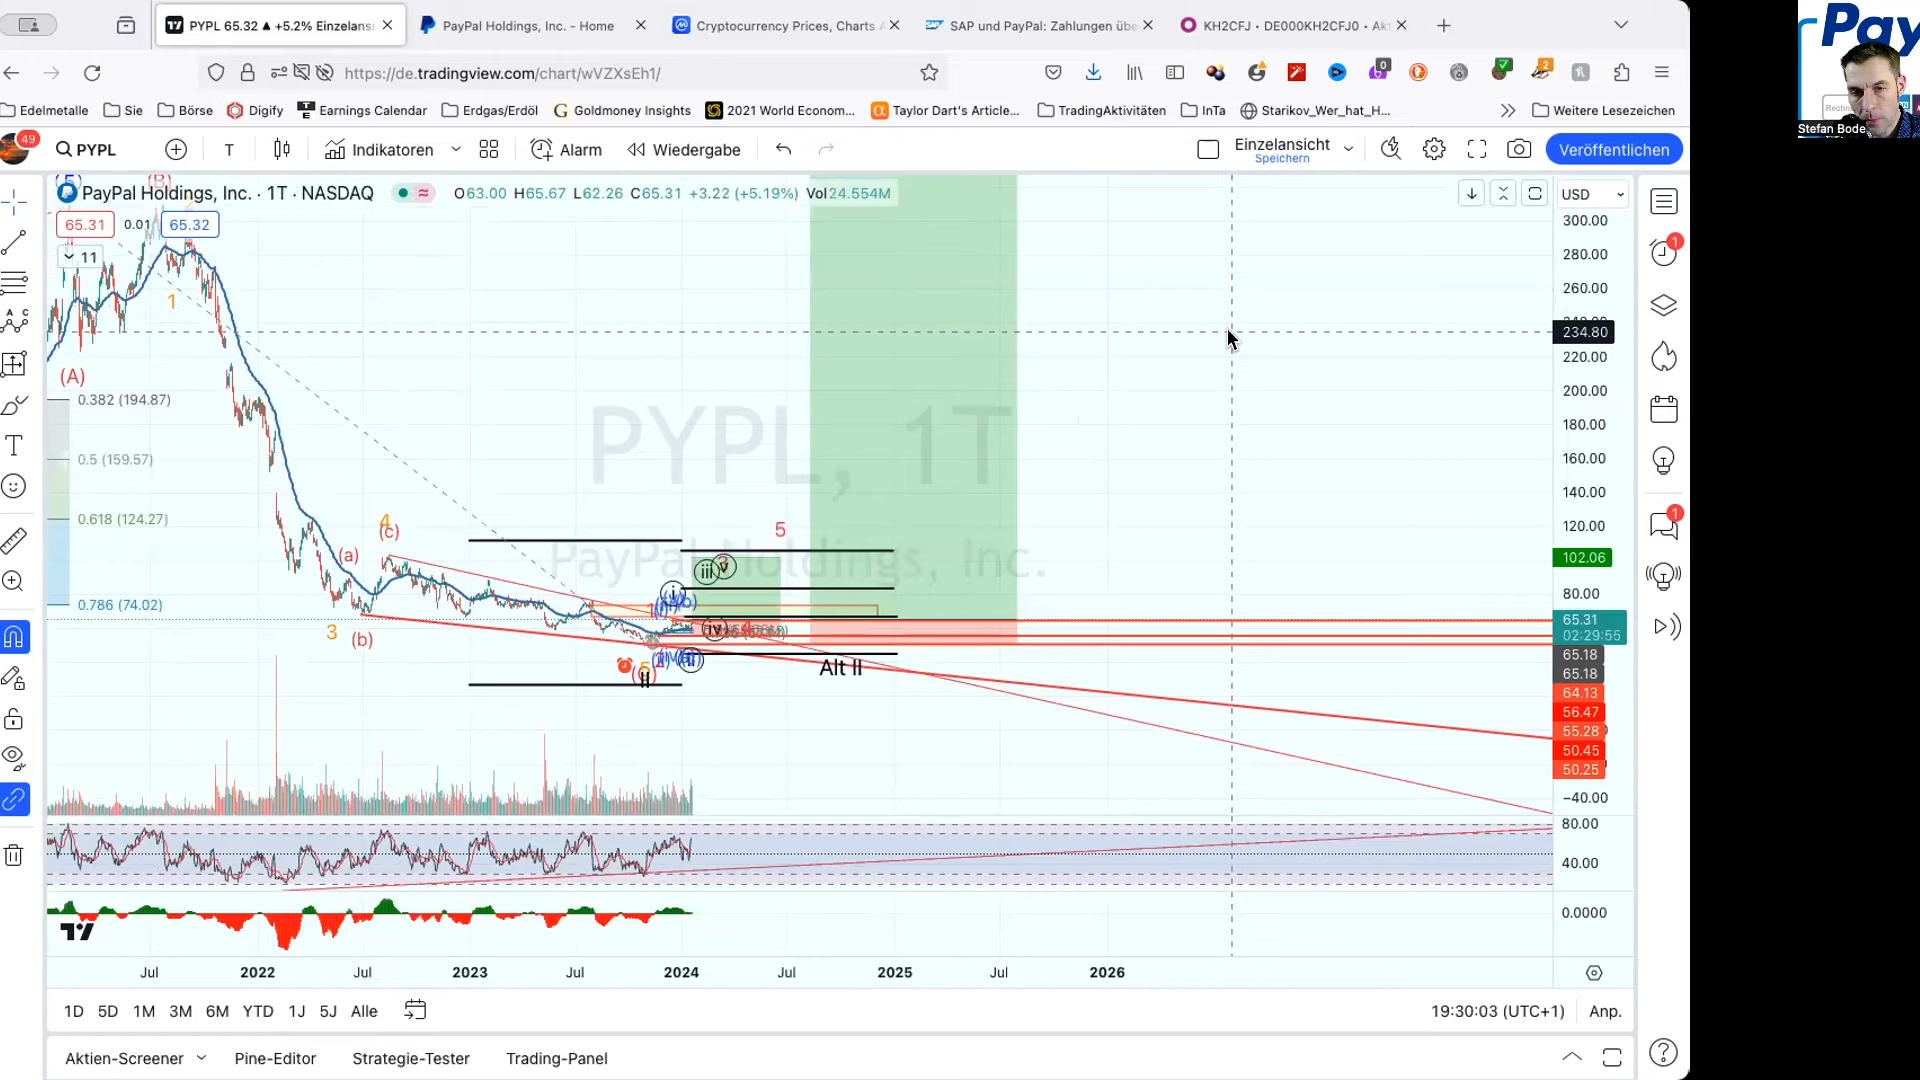 PYPL 65.32 ▲ +5.2% Einzelansi
PayPal Holdings, Inc. - Home
Cryptocurrency Prices, Charts A
SAP und PayPal: Zahlungen übe
KH2CFJ • DE000KH2CFJ0 • Akt
https://de.tradingview.com/chart/wVZXsEh1/
0
2
Edelmetalle
Sie
Börse
Digify
Earnings Calendar
Erdgas/Erdöl
Goldmoney Insights
2021 World Econom...
Taylor Dart's Article...
TradingAktivitäten
InTa
Starikov_Wer_hat_H...
Weitere Lesezeichen
49
PYPL
T
Indikatoren
Alarm
Wiedergabe
Einzelansicht
Speichern
Veröffentlichen
PayPal Holdings, Inc. · 1T · NASDAQ
O63.00 H65.67 L62.26 C65.31 +3.22 (+5.19%) Vol24.554M
65.31
0.01
65.32
11
USD
300.00
280.00
260.00
234.80
220.00
200.00
180.00
160.00
140.00
120.00
102.06
80.00
65.31
02:29:55
65.18
65.18
64.13
56.47
55.28
50.45
50.25
−40.00
80.00
40.00
0.0000
(B)
1
(A)
0.382 (194.87)
0.5 (159.57)
0.618 (124.27)
0.786 (74.02)
PYPL, 1T
PayPal Holdings, Inc.
4
(c)
(a)
3
(b)
5
iii
v
i
iv
II
Alt II
Jul
2022
Jul
2023
Jul
2024
Jul
2025
Jul
2026
1D 5D 1M 3M 6M YTD 1J 5J Alle
19:30:03 (UTC+1)
Anp.
Aktien-Screener
Pine-Editor
Strategie-Tester
Trading-Panel
1
1
Pay
Stefan Bode